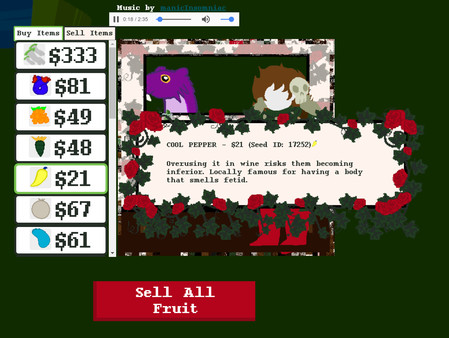 Music by manicInsomniac
0:18 / 2:35
Buy Items
Sell Items
$333
$81
$49
$48
$21
$67
$61
COOL PEPPER - $21 (Seed ID: 17252)
Overusing it in wine risks them becoming
inferior. Locally famous for having a body
that smells fetid.
Sell All
Fruit